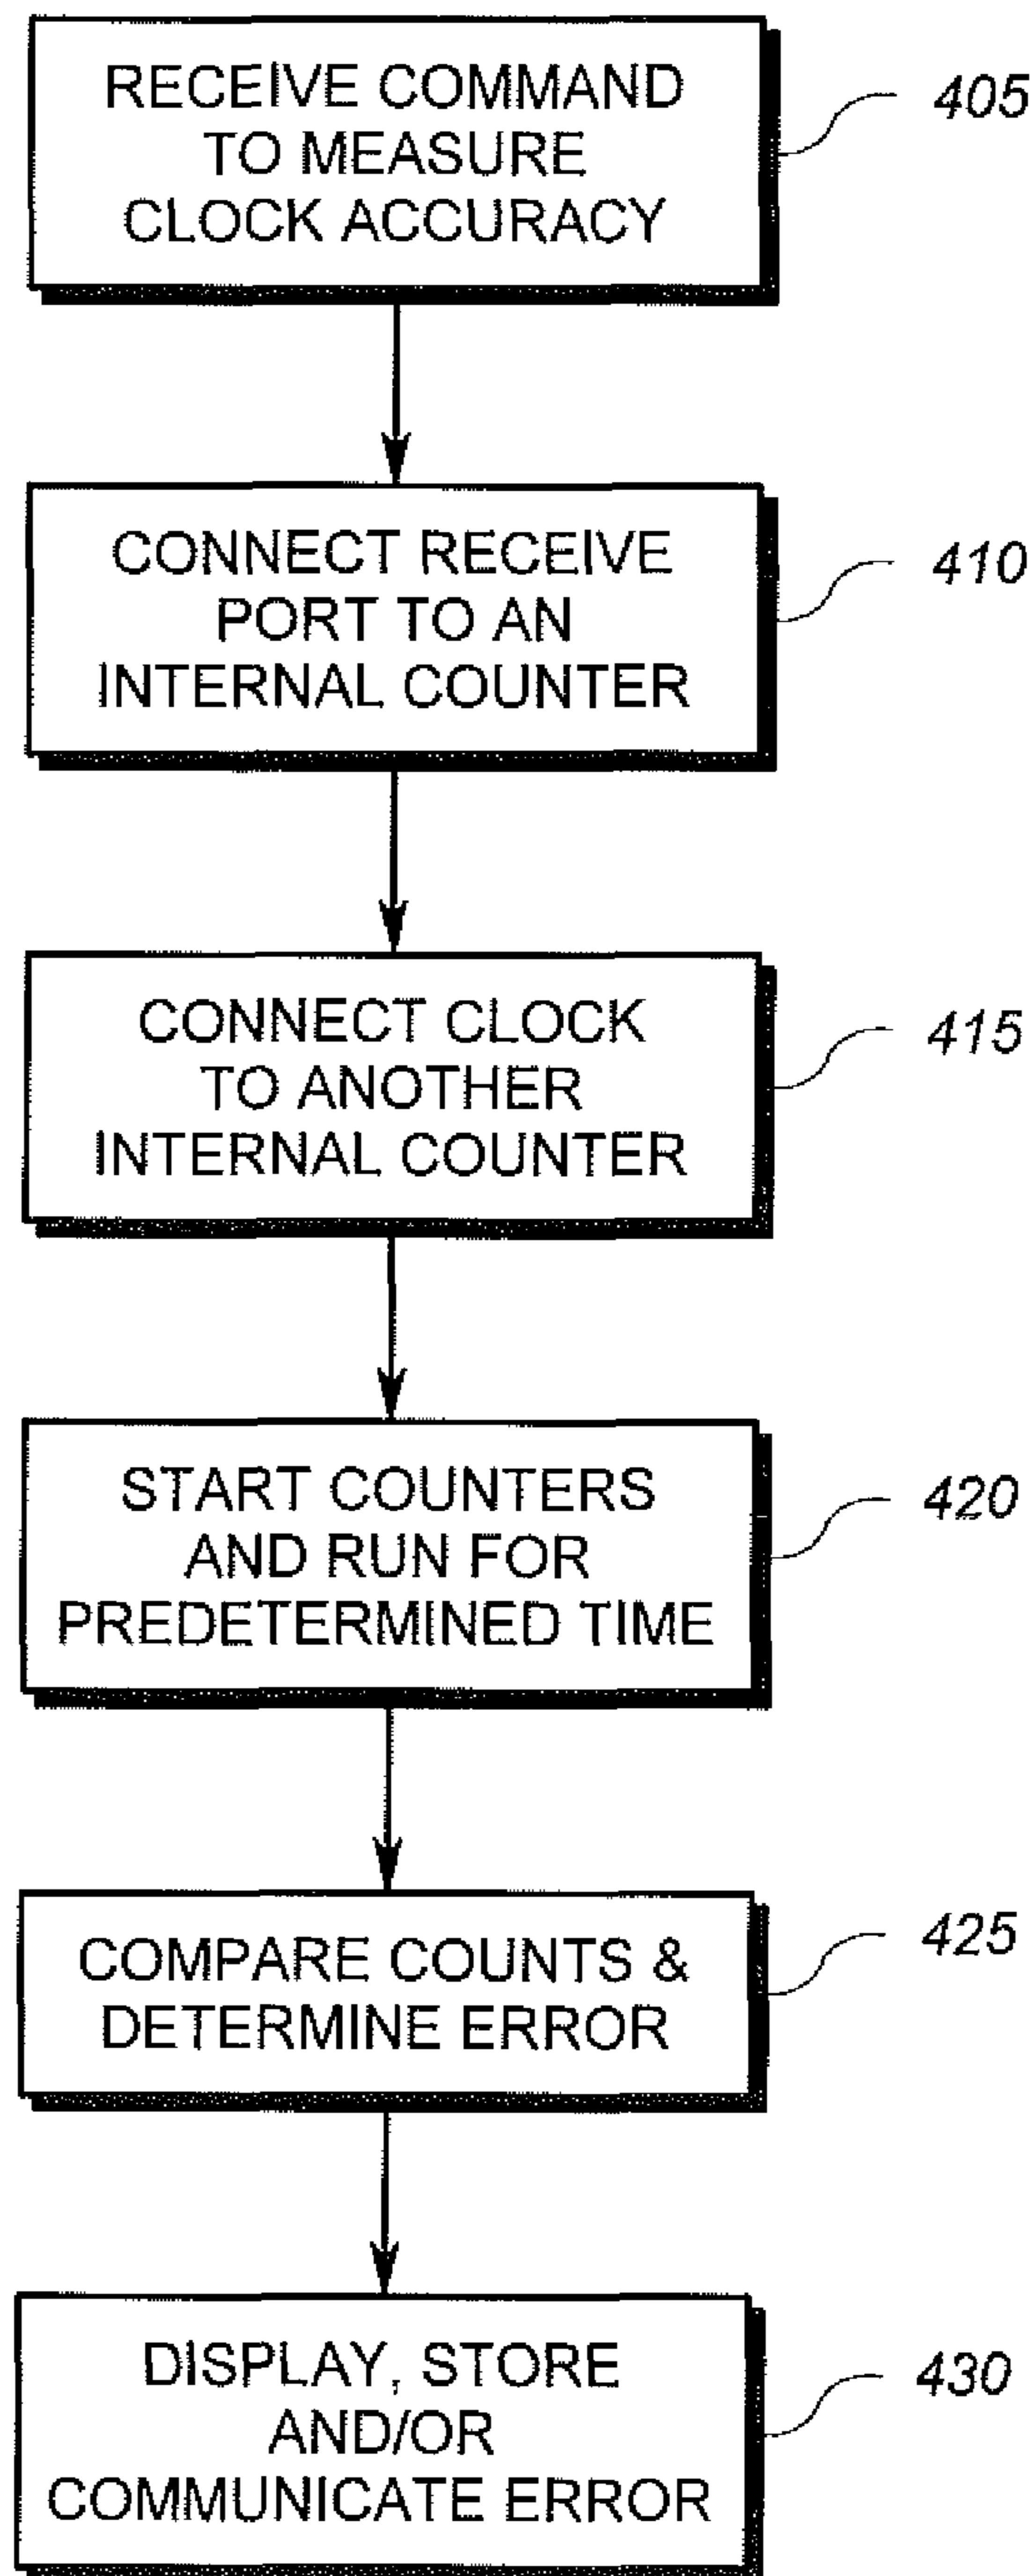 RECEIVE COMMAND
TO MEASURE
CLOCK ACCURACY
405
CONNECT RECEIVE
PORT TO AN
INTERNAL COUNTER
410
CONNECT CLOCK
TO ANOTHER
INTERNAL COUNTER
415
START COUNTERS
AND RUN FOR
PREDETERMINED TIME
420
COMPARE COUNTS &
DETERMINE ERROR
425
DISPLAY, STORE
AND/OR
COMMUNICATE ERROR
430